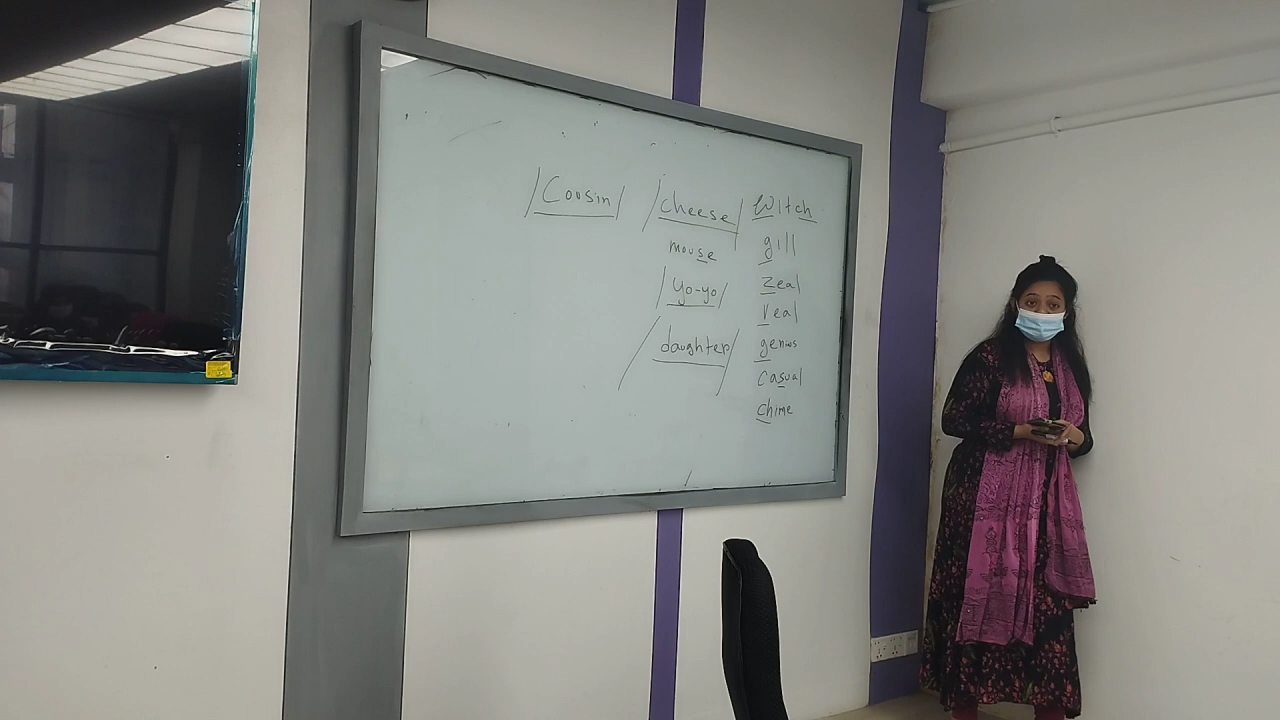 /Cousin/ /cheese/ witch
mouse gill
/yo-yo/ zeal
veal
/daughter/ genius
casual
chime